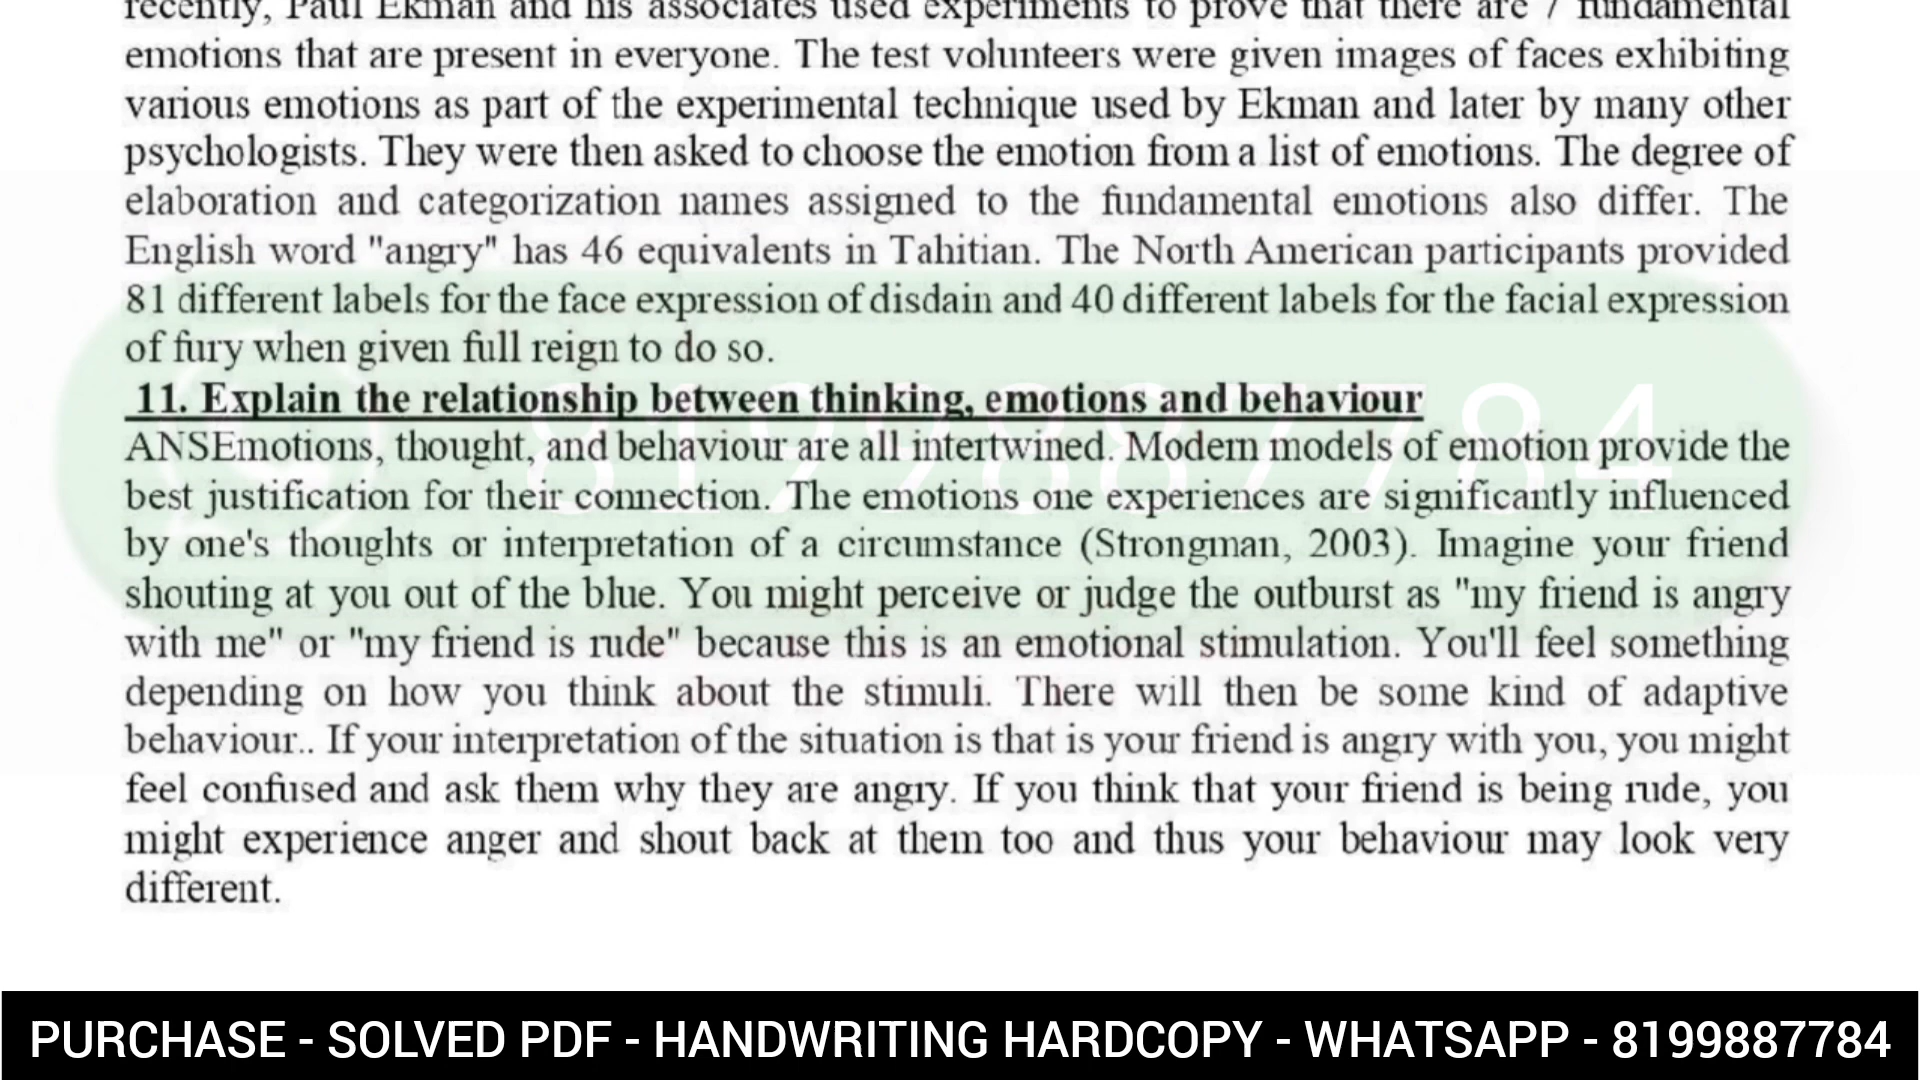 recently, Paul Ekman and his associates used experiments to prove that there are 7 fundamental
emotions that are present in everyone. The test volunteers were given images of faces exhibiting
various emotions as part of the experimental technique used by Ekman and later by many other
psychologists. They were then asked to choose the emotion from a list of emotions. The degree of
elaboration and categorization names assigned to the fundamental emotions also differ. The
English word "angry" has 46 equivalents in Tahitian. The North American participants provided
81 different labels for the face expression of disdain and 40 different labels for the facial expression
of fury when given full reign to do so.
11. Explain the relationship between thinking, emotions and behaviour
8199887784
ANSEmotions, thought, and behaviour are all intertwined. Modern models of emotion provide the
best justification for their connection. The emotions one experiences are significantly influenced
by one's thoughts or interpretation of a circumstance (Strongman, 2003). Imagine your friend
shouting at you out of the blue. You might perceive or judge the outburst as "my friend is angry
with me" or "my friend is rude" because this is an emotional stimulation. You'll feel something
depending on how you think about the stimuli. There will then be some kind of adaptive
behaviour.. If your interpretation of the situation is that is your friend is angry with you, you might
feel confused and ask them why they are angry. If you think that your friend is being rude, you
might experience anger and shout back at them too and thus your behaviour may look very
different.
PURCHASE - SOLVED PDF - HANDWRITING HARDCOPY - WHATSAPP - 8199887784